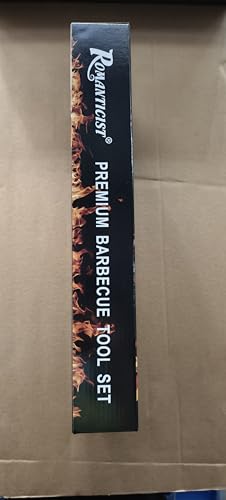 ROMANTICIST®
PREMIUM BARBECUE TOOL SET